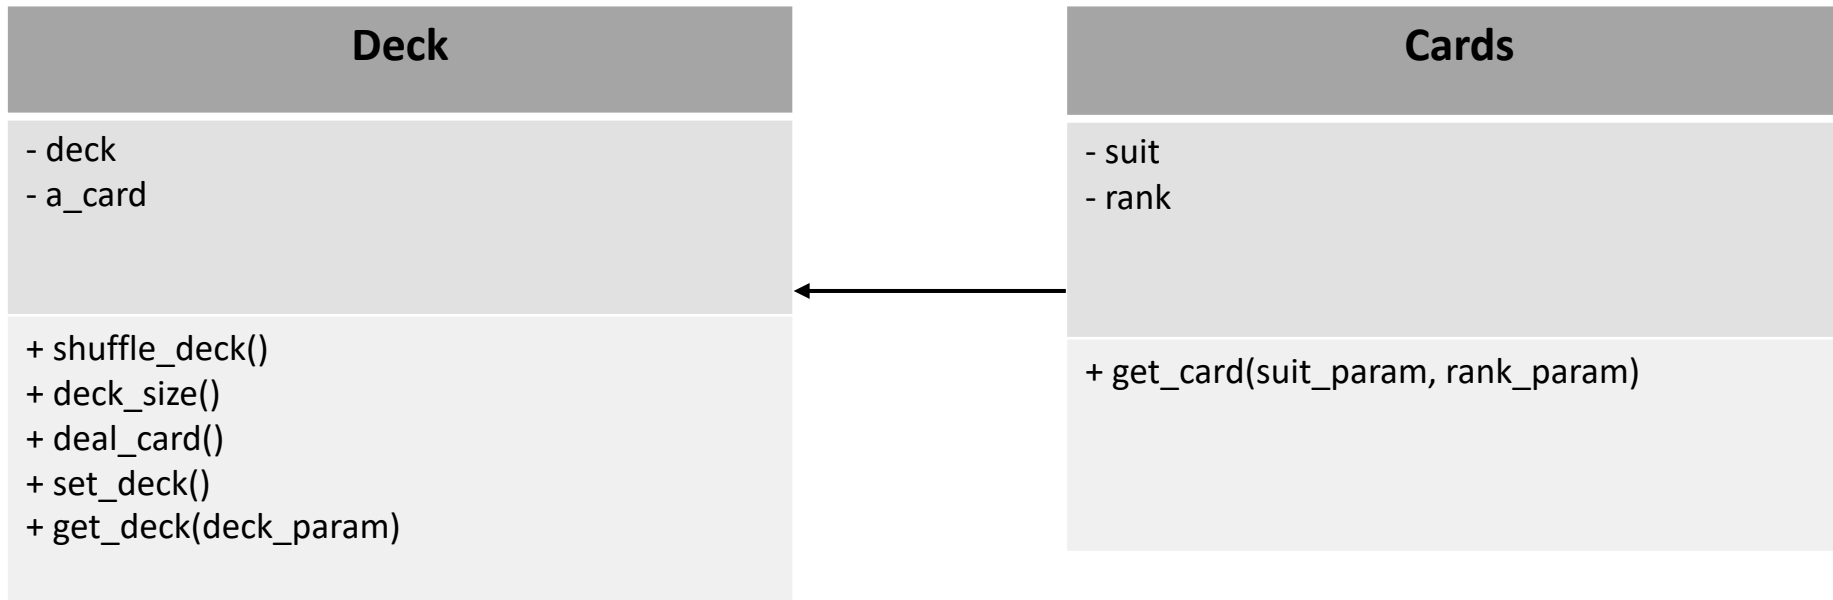 Deck
- deck
- a_card
+ shuffle_deck()
+ deck_size()
+ deal_card()
+ set_deck()
+ get_deck(deck_param)
Cards
- suit
- rank
+ get_card(suit_param, rank_param)